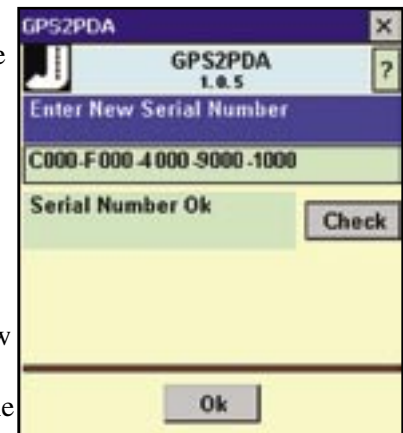 GPS2PDA ×
GPS2PDA ?
1.0.5
Enter New Serial Number
C000-F000-4000-9000-1000
Serial Number Ok
Check
Ok